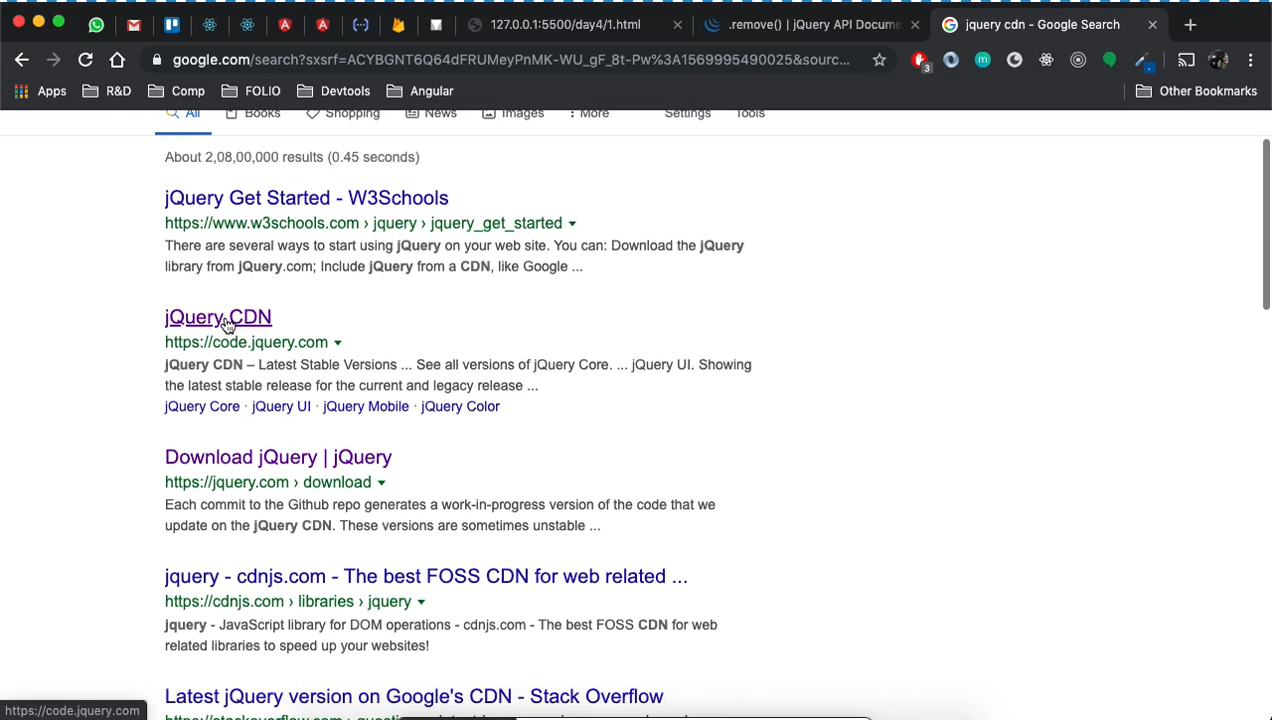 127.0.0.1:5500/day4/1.html
.remove() | jQuery API Docume
jquery cdn - Google Search
google.com/search?sxsrf=ACYBGNT6Q64dFRUMeyPnMK-WU_gF_8t-Pw%3A1569995490025&sourc...
3
Apps R&D Comp FOLIO Devtools Angular Other Bookmarks
All Books Shopping News Images More Settings Tools
About 2,08,00,000 results (0.45 seconds)
jQuery Get Started - W3Schools
https://www.w3schools.com › jquery › jquery_get_started
There are several ways to start using jQuery on your web site. You can: Download the jQuery
library from jQuery.com; Include jQuery from a CDN, like Google ...
jQuery CDN
https://code.jquery.com
jQuery CDN – Latest Stable Versions ... See all versions of jQuery Core. ... jQuery UI. Showing
the latest stable release for the current and legacy release ...
jQuery Core · jQuery UI · jQuery Mobile · jQuery Color
Download jQuery | jQuery
https://jquery.com › download
Each commit to the Github repo generates a work-in-progress version of the code that we
update on the jQuery CDN. These versions are sometimes unstable ...
jquery - cdnjs.com - The best FOSS CDN for web related ...
https://cdnjs.com › libraries › jquery
jquery - JavaScript library for DOM operations - cdnjs.com - The best FOSS CDN for web
related libraries to speed up your websites!
Latest jQuery version on Google's CDN - Stack Overflow
https://code.jquery.com